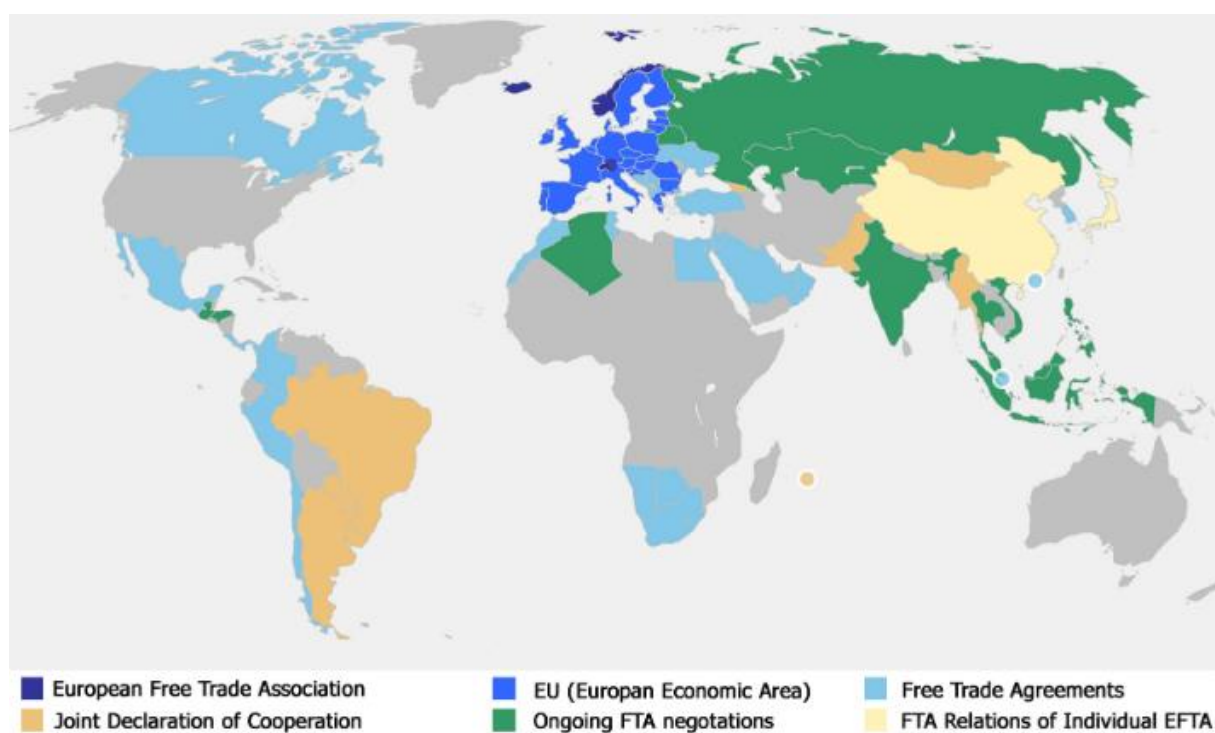 European Free Trade Association
EU (Europan Economic Area)
Free Trade Agreements
Joint Declaration of Cooperation
Ongoing FTA negotations
FTA Relations of Individual EFTA